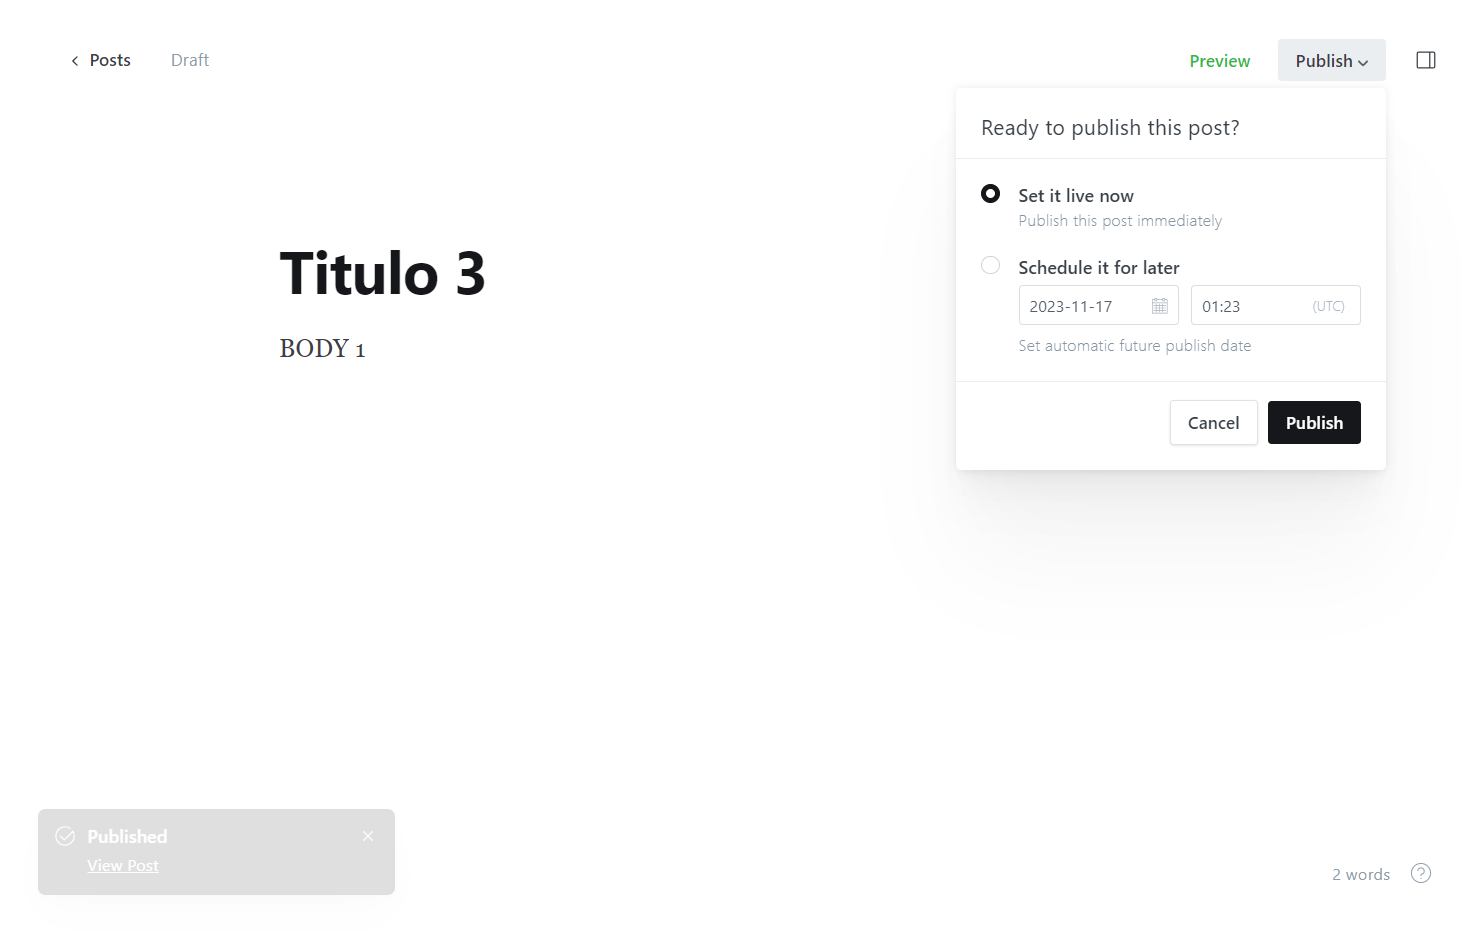 Posts
Draft
Preview
Publish
Ready to publish this post?
Set it live now
Publish this post immediately
Schedule it for later
2023-11-17
01:23
(UTC)
Set automatic future publish date
Cancel
Publish
Titulo 3
BODY 1
Published
View Post
2 words
?